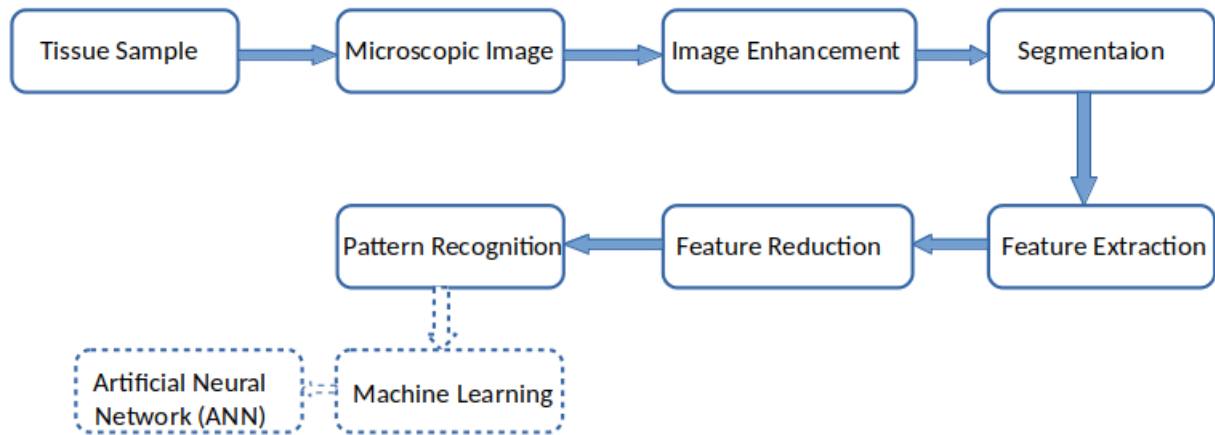 Tissue Sample
Microscopic Image
Image Enhancement
Segmentaion
Feature Extraction
Feature Reduction
Pattern Recognition
Machine Learning
Artificial Neural
Network (ANN)